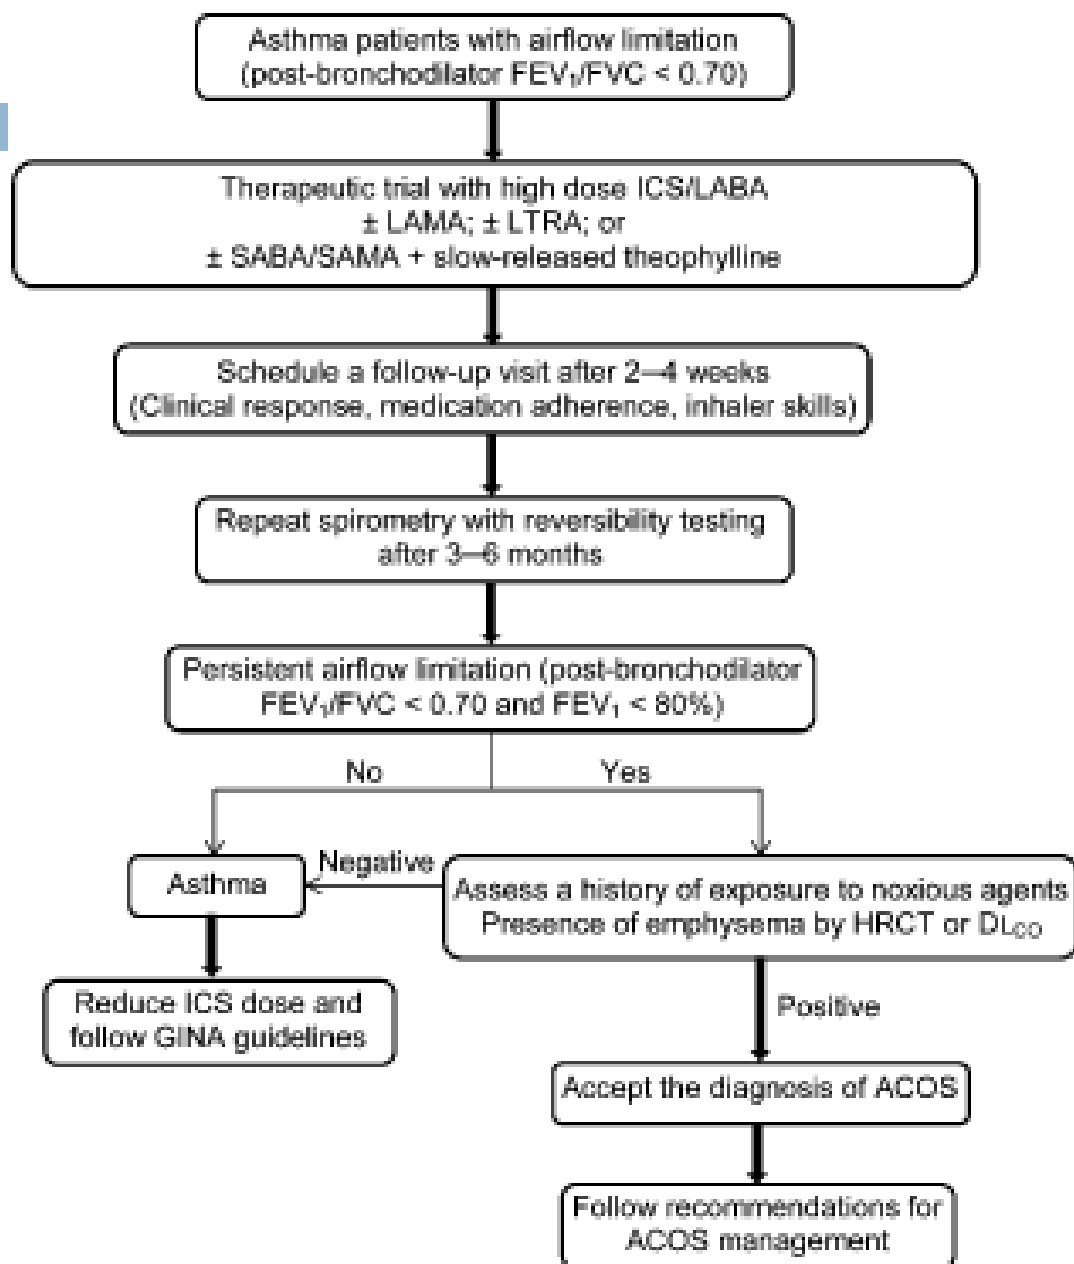 Asthma patients with airflow limitation
(post-bronchodilator FEV₁/FVC < 0.70)
Therapeutic trial with high dose ICS/LABA
± LAMA; ± LTRA; or
± SABA/SAMA + slow-released theophylline
Schedule a follow-up visit after 2–4 weeks
(Clinical response, medication adherence, inhaler skills)
Repeat spirometry with reversibility testing
after 3–6 months
Persistent airflow limitation (post-bronchodilator
FEV₁/FVC < 0.70 and FEV₁ < 80%)
No
Yes
Asthma
Negative
Assess a history of exposure to noxious agents
Presence of emphysema by HRCT or DLCO
Reduce ICS dose and
follow GINA guidelines
Positive
Accept the diagnosis of ACOS
Follow recommendations for
ACOS management